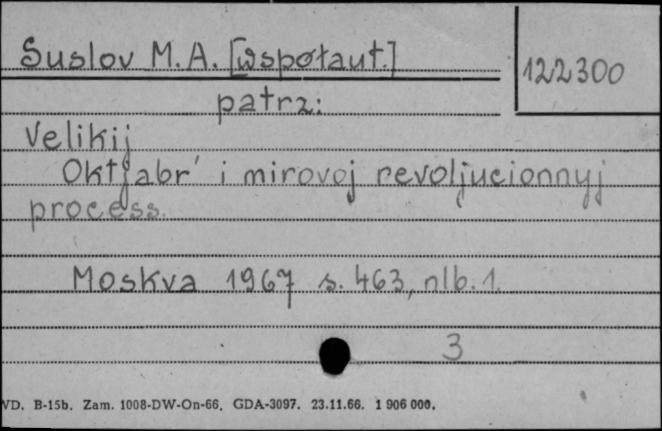 Suslov M.A. [współaut.]
122300
patrz:
Velikij
Oktjabr' i mirovoj revoljucionnyj
process.
Moskva 1967 s. 463, nlb. 1.
3
VD. B-15b. Zam. 1008-DW-On-66. GDA-3097. 23.11.66. 1 906 000.